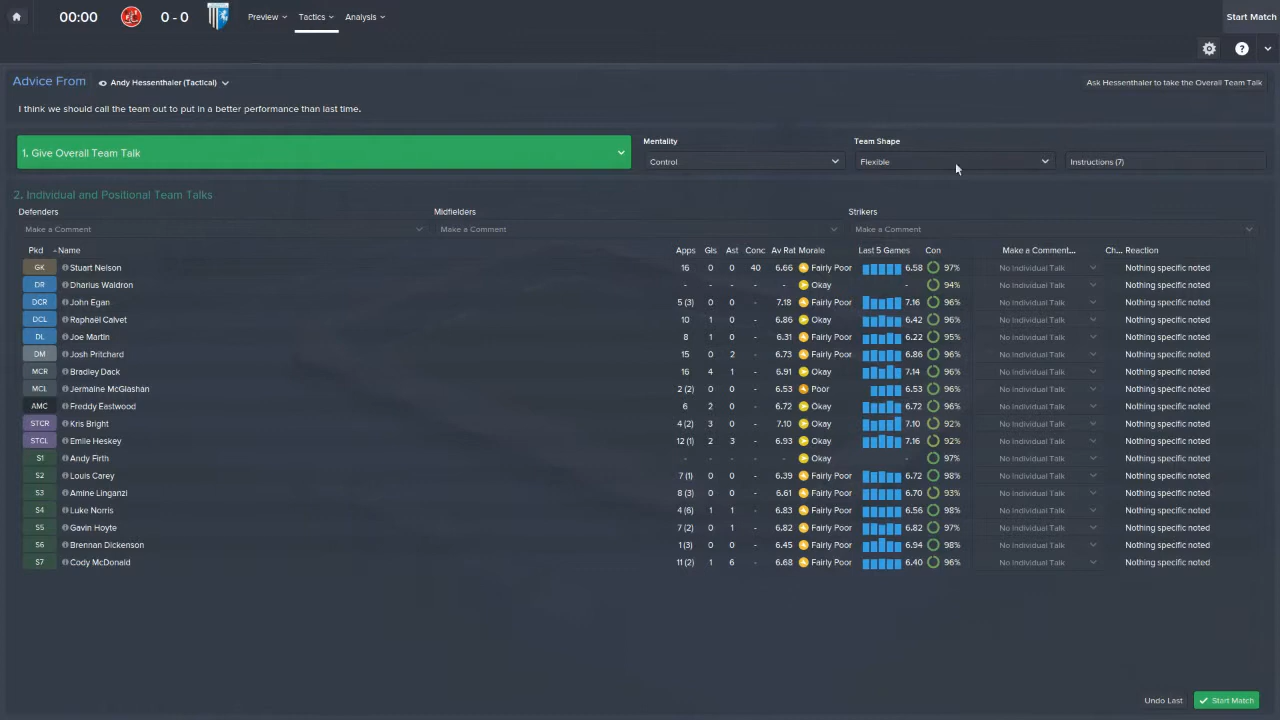 00:00 0 - 0 Preview Tactics Analysis Start Match
?
Advice From Andy Hessenthaler (Tactical) Ask Hessenthaler to take the Overall Team Talk
I think we should call the team out to put in a better performance than last time.
Mentality Team Shape
1. Give Overall Team Talk Control Flexible Instructions (7)
2. Individual and Positional Team Talks
Defenders Midfielders Strikers
Make a Comment Make a Comment Make a Comment
Pkd Name Apps Gls Ast Conc Av Rat Morale Last 5 Games Con Make a Comment... Ch... Reaction
GK Stuart Nelson 16 0 0 40 6.66 Fairly Poor 6.58 97% No Individual Talk Nothing specific noted
DR Dharius Waldron - - - - - Okay - 94% No Individual Talk Nothing specific noted
DCR John Egan 5 (3) 0 0 - 7.18 Fairly Poor 7.16 96% No Individual Talk Nothing specific noted
DCL Raphaël Calvet 10 1 0 - 6.86 Okay 6.42 96% No Individual Talk Nothing specific noted
DL Joe Martin 8 1 0 - 6.31 Fairly Poor 6.22 95% No Individual Talk Nothing specific noted
DM Josh Pritchard 15 0 2 - 6.73 Fairly Poor 6.86 96% No Individual Talk Nothing specific noted
MCR Bradley Dack 16 4 1 - 6.91 Okay 7.14 96% No Individual Talk Nothing specific noted
MCL Jermaine McGlashan 2 (2) 0 0 - 6.53 Poor 6.53 96% No Individual Talk Nothing specific noted
AMC Freddy Eastwood 6 2 0 - 6.72 Okay 6.72 96% No Individual Talk Nothing specific noted
STCR Kris Bright 4 (2) 3 0 - 7.10 Okay 7.10 92% No Individual Talk Nothing specific noted
STCL Emile Heskey 12 (1) 2 3 - 6.93 Okay 7.16 92% No Individual Talk Nothing specific noted
S1 Andy Firth - - - - - Okay - 97% No Individual Talk Nothing specific noted
S2 Louis Carey 7 (1) 0 0 - 6.39 Fairly Poor 6.72 98% No Individual Talk Nothing specific noted
S3 Amine Linganzi 8 (3) 0 0 - 6.61 Fairly Poor 6.70 93% No Individual Talk Nothing specific noted
S4 Luke Norris 4 (6) 1 1 - 6.83 Fairly Poor 6.56 98% No Individual Talk Nothing specific noted
S5 Gavin Hoyte 7 (2) 0 1 - 6.82 Fairly Poor 6.82 97% No Individual Talk Nothing specific noted
S6 Brennan Dickenson 1 (3) 0 0 - 6.45 Fairly Poor 6.94 98% No Individual Talk Nothing specific noted
S7 Cody McDonald 11 (2) 1 6 - 6.68 Fairly Poor 6.40 96% No Individual Talk Nothing specific noted
Undo Last Start Match